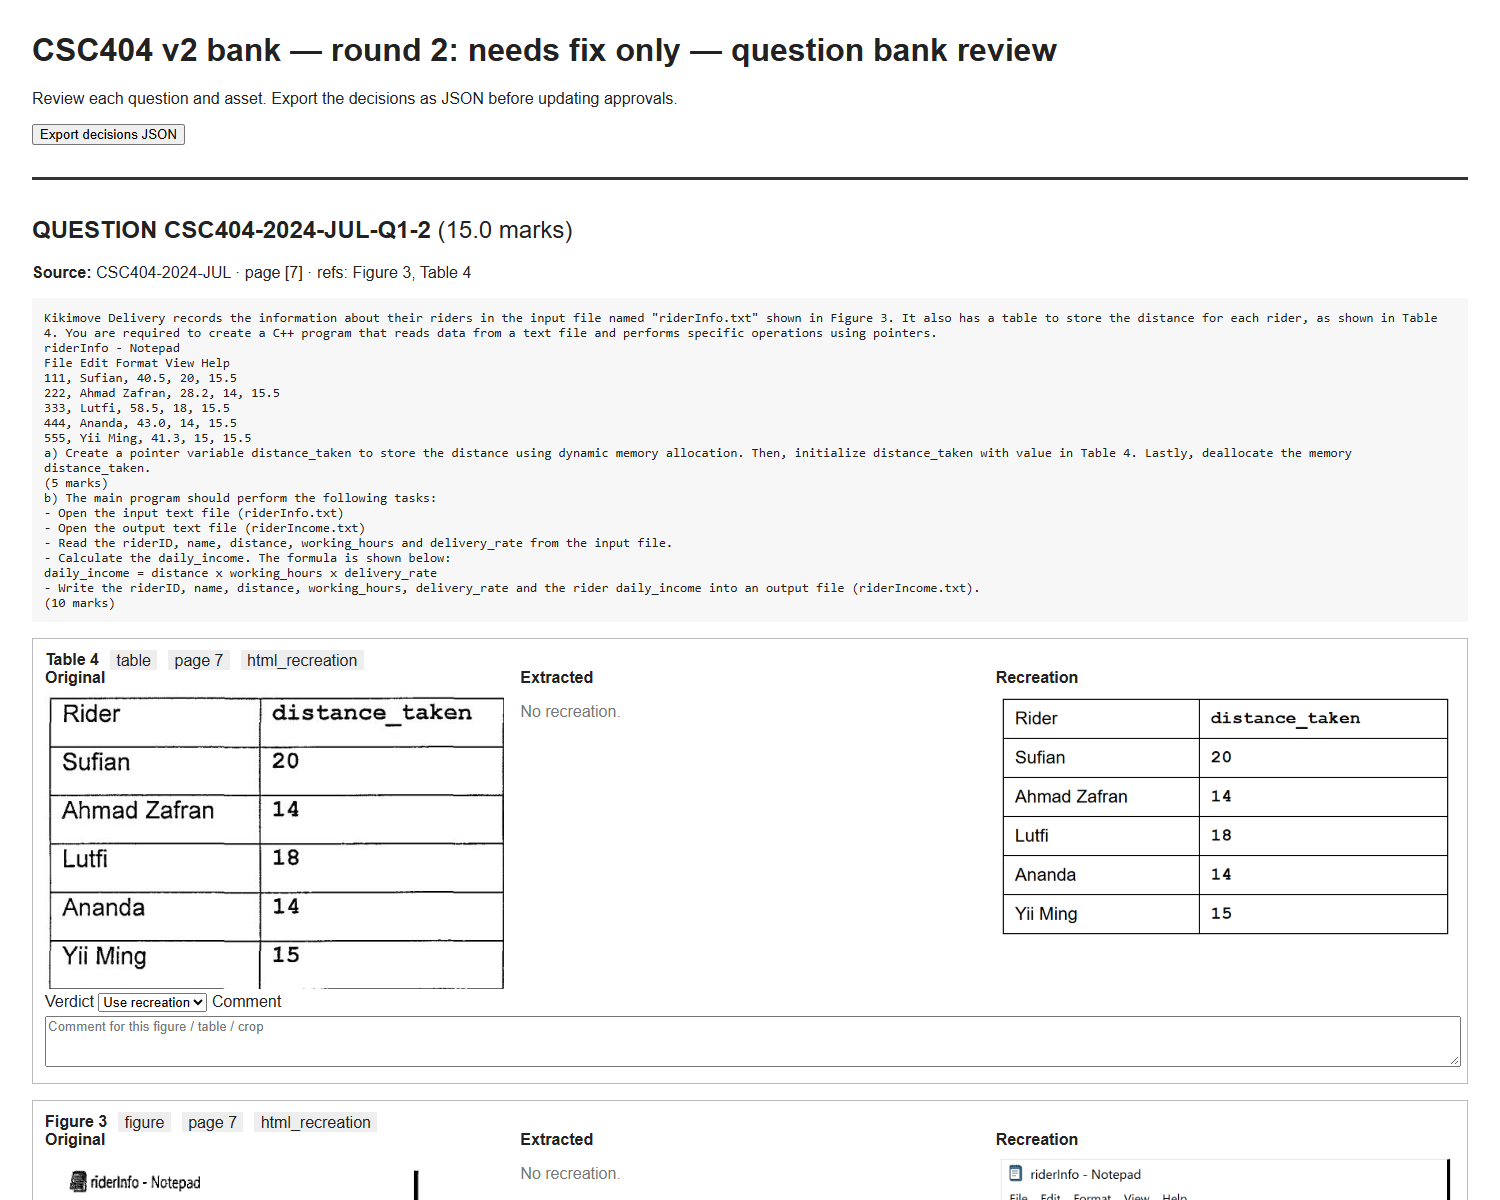 CSC404 v2 bank — round 2: needs fix only — question bank review
Review each question and asset. Export the decisions as JSON before updating approvals.
Export decisions JSON
QUESTION CSC404-2024-JUL-Q1-2 (15.0 marks)
Source: CSC404-2024-JUL · page [7] · refs: Figure 3, Table 4
Kikimove Delivery records the information about their riders in the input file named "riderInfo.txt" shown in Figure 3. It also has a table to store the distance for each rider, as shown in Table
4. You are required to create a C++ program that reads data from a text file and performs specific operations using pointers.
riderInfo - Notepad
File Edit Format View Help
111, Sufian, 40.5, 20, 15.5
222, Ahmad Zafran, 28.2, 14, 15.5
333, Lutfi, 58.5, 18, 15.5
444, Ananda, 43.0, 14, 15.5
555, Yii Ming, 41.3, 15, 15.5
a) Create a pointer variable distance_taken to store the distance using dynamic memory allocation. Then, initialize distance_taken with value in Table 4. Lastly, deallocate the memory
distance_taken.
(5 marks)
b) The main program should perform the following tasks:
- Open the input text file (riderInfo.txt)
- Open the output text file (riderIncome.txt)
- Read the riderID, name, distance, working_hours and delivery_rate from the input file.
- Calculate the daily_income. The formula is shown below:
daily_income = distance x working_hours x delivery_rate
- Write the riderID, name, distance, working_hours, delivery_rate and the rider daily_income into an output file (riderIncome.txt).
(10 marks)
Table 4 table page 7 html_recreation
Original
Rider distance_taken
Sufian 20
Ahmad Zafran 14
Lutfi 18
Ananda 14
Yii Ming 15
Extracted
No recreation.
Recreation
Rider distance_taken
Sufian 20
Ahmad Zafran 14
Lutfi 18
Ananda 14
Yii Ming 15
Verdict Use recreation Comment
Comment for this figure / table / crop
Figure 3 figure page 7 html_recreation
Original
riderInfo - Notepad
Extracted
No recreation.
Recreation
riderInfo - Notepad
File Edit Format View Help